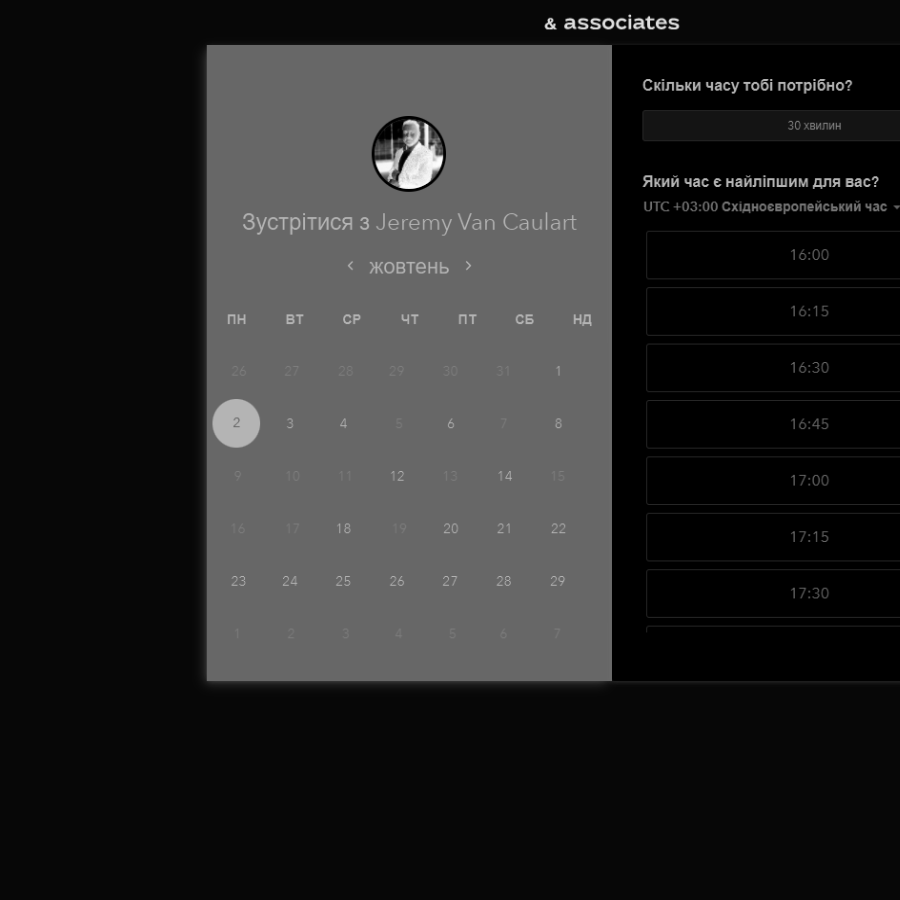 & associates
Зустрітися з Jeremy Van Caulart
жовтень
ПН ВТ СР ЧТ ПТ СБ НД
26 27 28 29 30 31 1
2 3 4 5 6 7 8
9 10 11 12 13 14 15
16 17 18 19 20 21 22
23 24 25 26 27 28 29
1 2 3 4 5 6 7
Скільки часу тобі потрібно?
30 хвилин
Який час є найліпшим для вас?
UTC +03:00 Східноєвропейський час
16:00
16:15
16:30
16:45
17:00
17:15
17:30